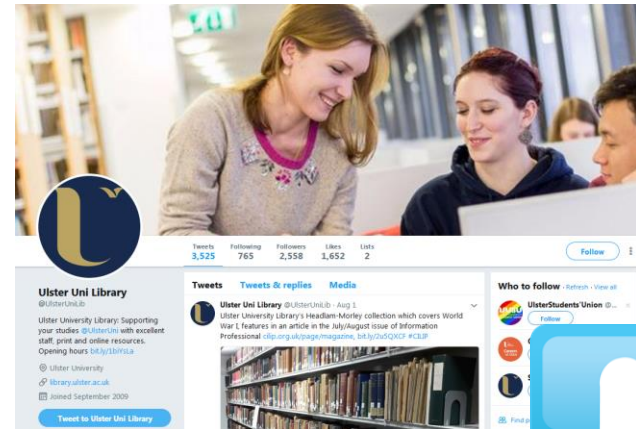 Tweets Following Followers Likes Lists
3,525 765 2,558 1,652 2
Follow
Ulster Uni Library
@UlsterUniLib
Ulster University Library: Supporting
your studies @UlsterUni with excellent
staff, print and online resources.
Opening hours bit.ly/1biYsLa
Ulster University
library.ulster.ac.uk
Joined September 2009
Tweet to Ulster Uni Library
Tweets Tweets & replies Media
Ulster Uni Library @UlsterUniLib · Aug 1
Ulster University Library's Headlam-Morley collection which covers World
War I, features in an article in the July/August issue of Information
Professional cilip.org.uk/page/magazine, bit.ly/2a5QXCF #CILIP
Who to follow · Refresh · View all
UlsterStudents'Union @...
Follow
Find